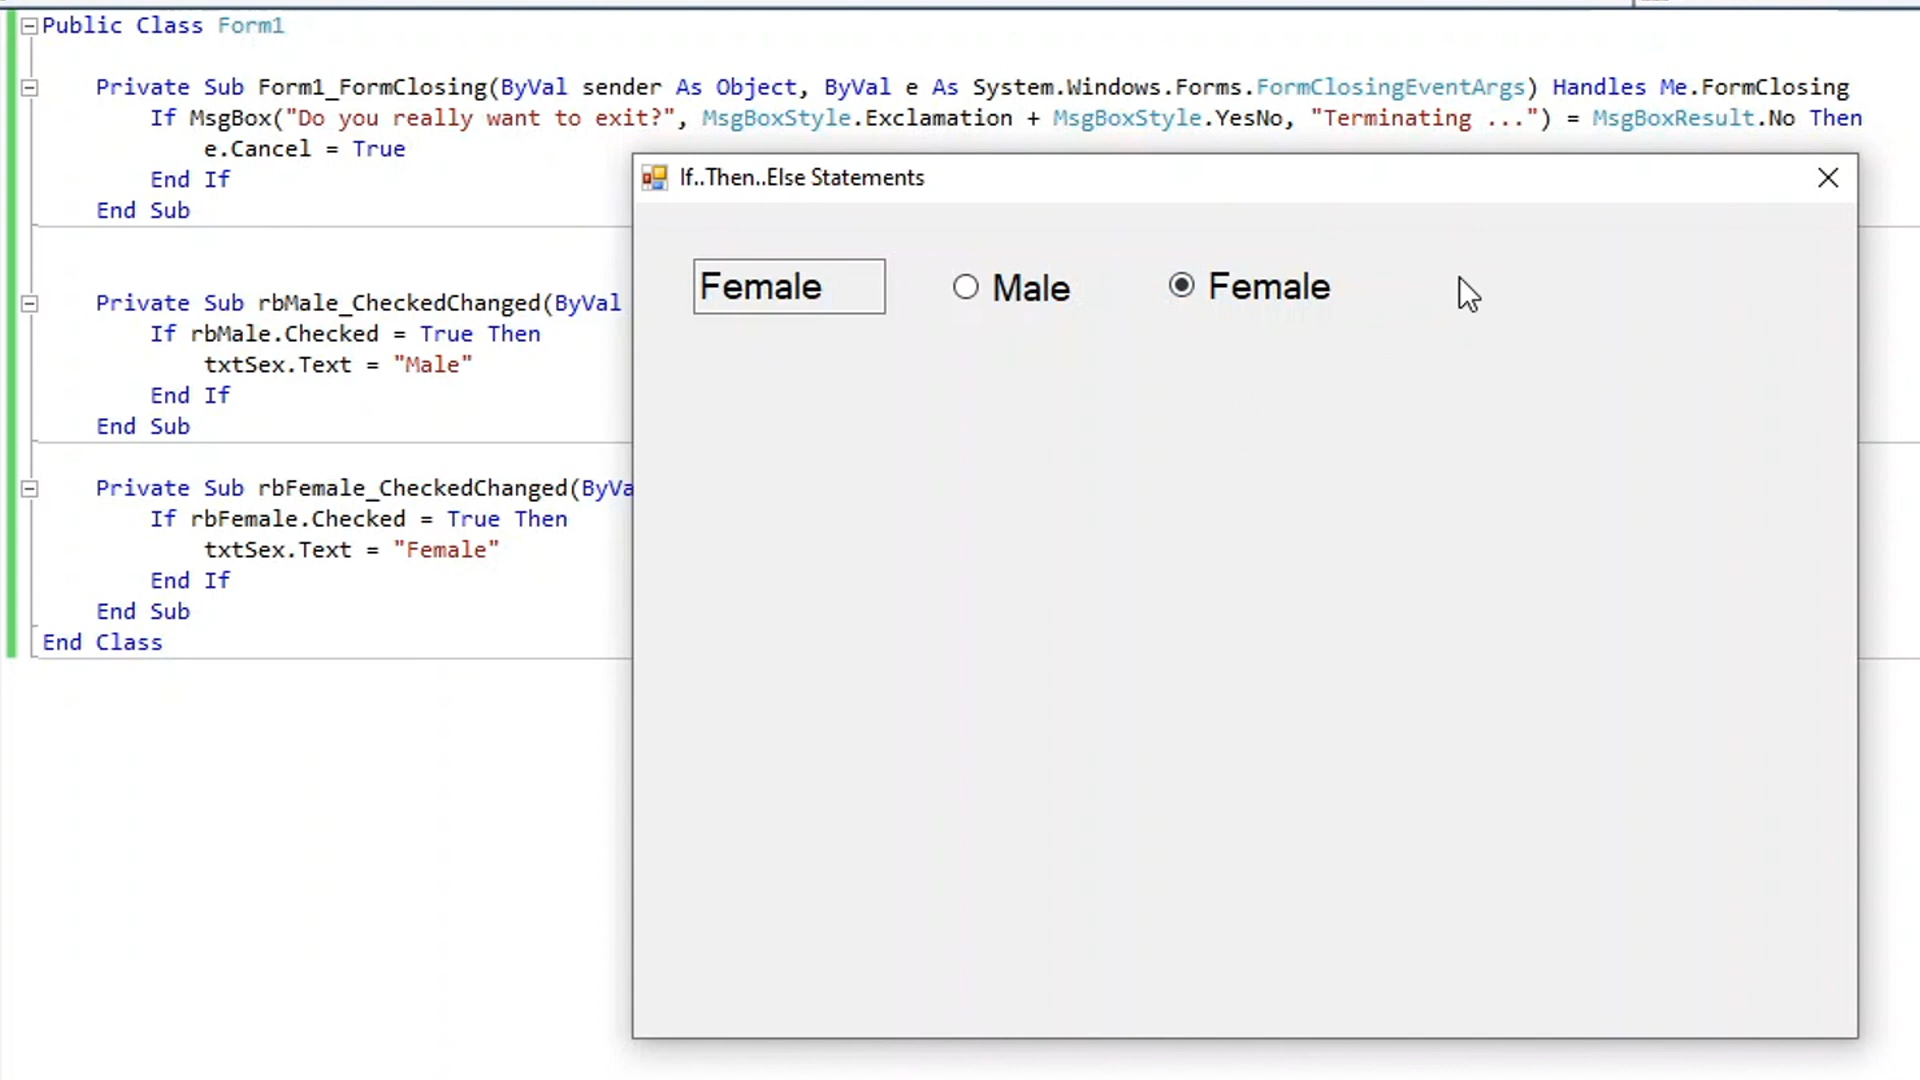 Public Class Form1
Private Sub Form1_FormClosing(ByVal sender As Object, ByVal e As System.Windows.Forms.FormClosingEventArgs) Handles Me.FormClosing
If MsgBox("Do you really want to exit?", MsgBoxStyle.Exclamation + MsgBoxStyle.YesNo, "Terminating ...") = MsgBoxResult.No Then
e.Cancel = True
End If
End Sub
Private Sub rbMale_CheckedChanged(ByVal
If rbMale.Checked = True Then
txtSex.Text = "Male"
End If
End Sub
Private Sub rbFemale_CheckedChanged(ByVa
If rbFemale.Checked = True Then
txtSex.Text = "Female"
End If
End Sub
End Class
If..Then..Else Statements
Female Male Female